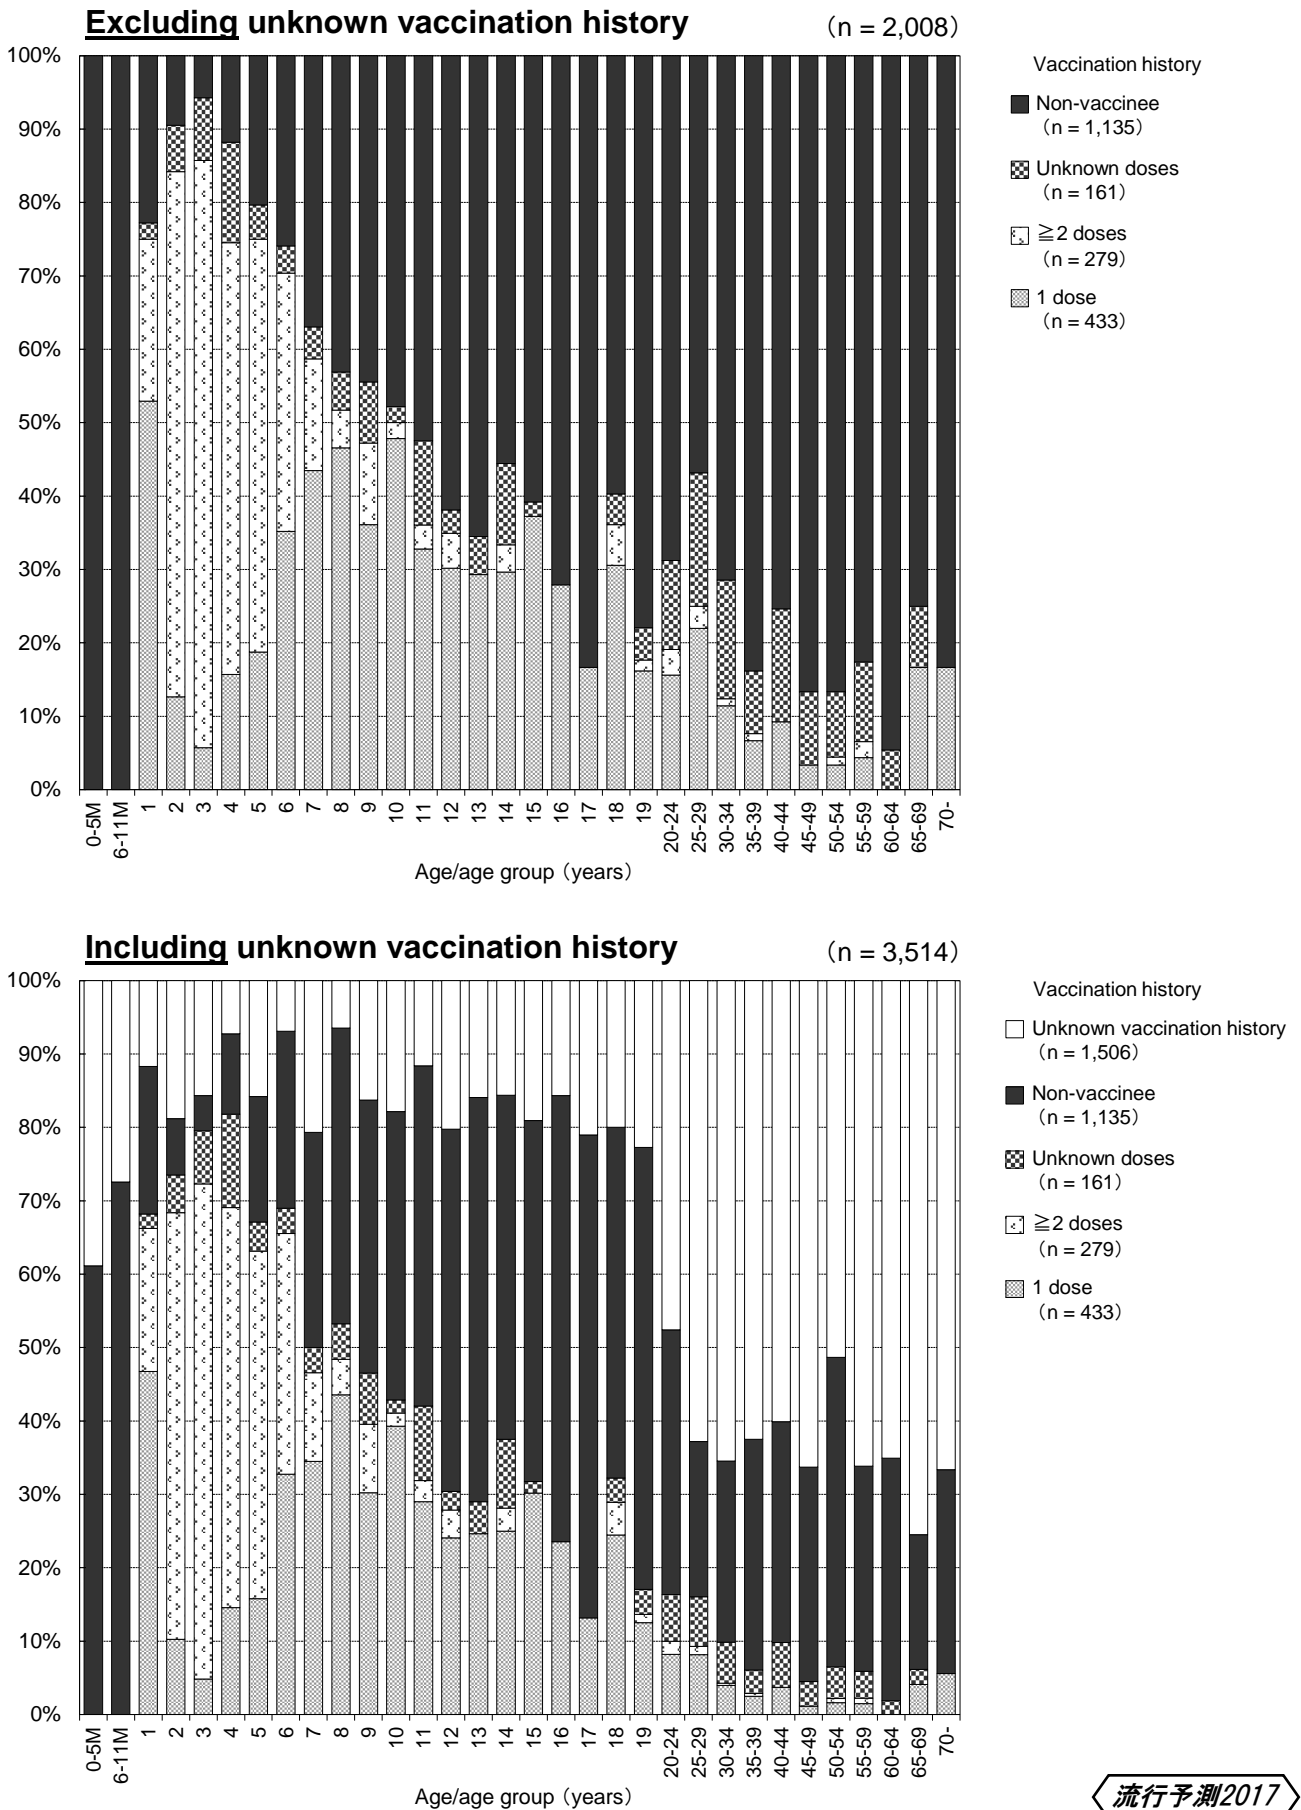 Excluding unknown vaccination history
（n = 2,008）
100%
90%
80%
70%
60%
50%
40%
30%
20%
10%
0%
0-5M
6-11M
1
2
3
4
5
6
7
8
9
10
11
12
13
14
15
16
17
18
19
20-24
25-29
30-34
35-39
40-44
45-49
50-54
55-59
60-64
65-69
70-
Age/age group（years）
Vaccination history
Non-vaccinee
（n = 1,135）
Unknown doses
（n = 161）
≧2 doses
（n = 279）
1 dose
（n = 433）
Including unknown vaccination history
（n = 3,514）
100%
90%
80%
70%
60%
50%
40%
30%
20%
10%
0%
0-5M
6-11M
1
2
3
4
5
6
7
8
9
10
11
12
13
14
15
16
17
18
19
20-24
25-29
30-34
35-39
40-44
45-49
50-54
55-59
60-64
65-69
70-
Age/age group（years）
Vaccination history
Unknown vaccination history
（n = 1,506）
Non-vaccinee
（n = 1,135）
Unknown doses
（n = 161）
≧2 doses
（n = 279）
1 dose
（n = 433）
流行予測2017